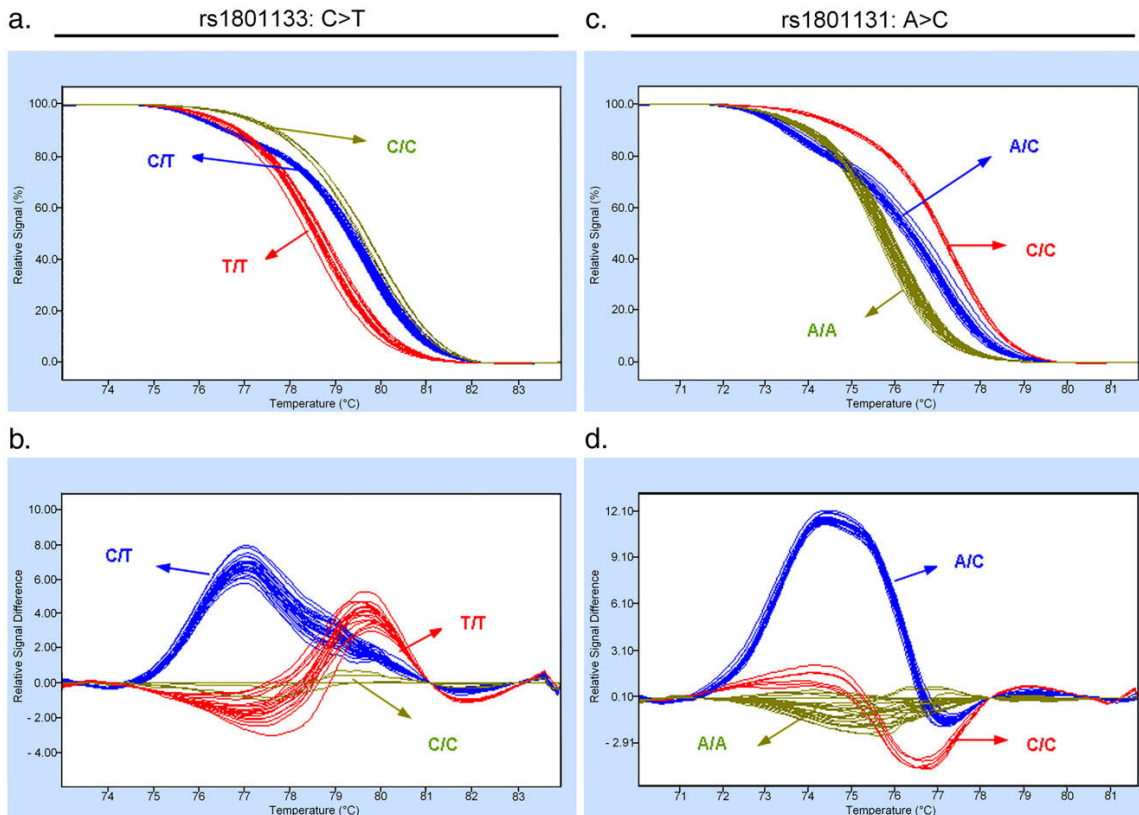 a.
rs1801133: C>T
100.0
80.0
60.0
40.0
20.0
0.0
Relative Signal (%)
C/C
C/T
T/T
74 75 76 77 78 79 80 81 82 83
Temperature (°C)
c.
rs1801131: A>C
100.0
80.0
60.0
40.0
20.0
0.0
Relative Signal (%)
A/C
C/C
A/A
71 72 73 74 75 76 77 78 79 80 81
Temperature (°C)
b.
10.00
8.00
6.00
4.00
2.00
0.00
- 2.00
- 4.00
Relative Signal Difference
C/T
T/T
C/C
74 75 76 77 78 79 80 81 82 83
Temperature (°C)
d.
12.10
9.10
6.10
3.10
0.10
-2.91
Relative Signal Difference
A/C
A/A
C/C
71 72 73 74 75 76 77 78 79 80 81
Temperature (°C)